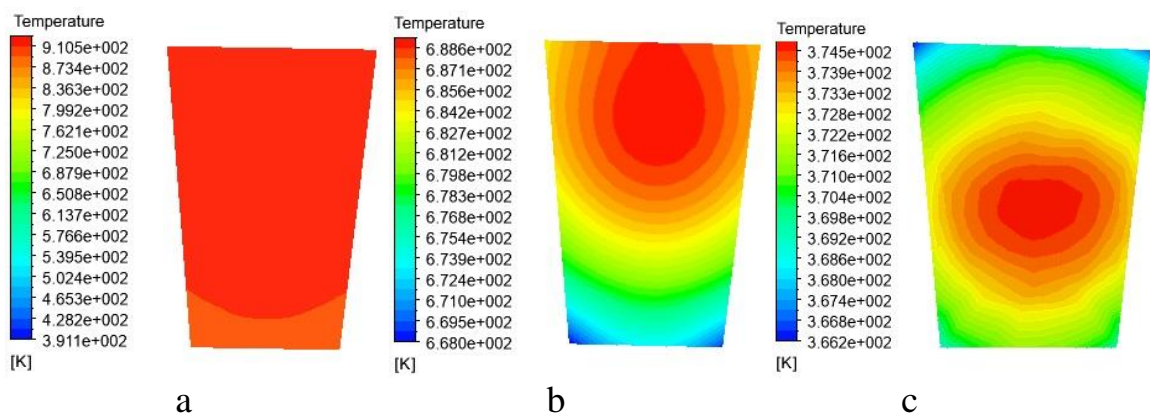 Temperature
9.105e+002
8.734e+002
8.363e+002
7.992e+002
7.621e+002
7.250e+002
6.879e+002
6.508e+002
6.137e+002
5.766e+002
5.395e+002
5.024e+002
4.653e+002
4.282e+002
3.911e+002
[K]
a
Temperature
6.886e+002
6.871e+002
6.856e+002
6.842e+002
6.827e+002
6.812e+002
6.798e+002
6.783e+002
6.768e+002
6.754e+002
6.739e+002
6.724e+002
6.710e+002
6.695e+002
6.680e+002
[K]
b
Temperature
3.745e+002
3.739e+002
3.733e+002
3.728e+002
3.722e+002
3.716e+002
3.710e+002
3.704e+002
3.698e+002
3.692e+002
3.686e+002
3.680e+002
3.674e+002
3.668e+002
3.662e+002
[K]
c